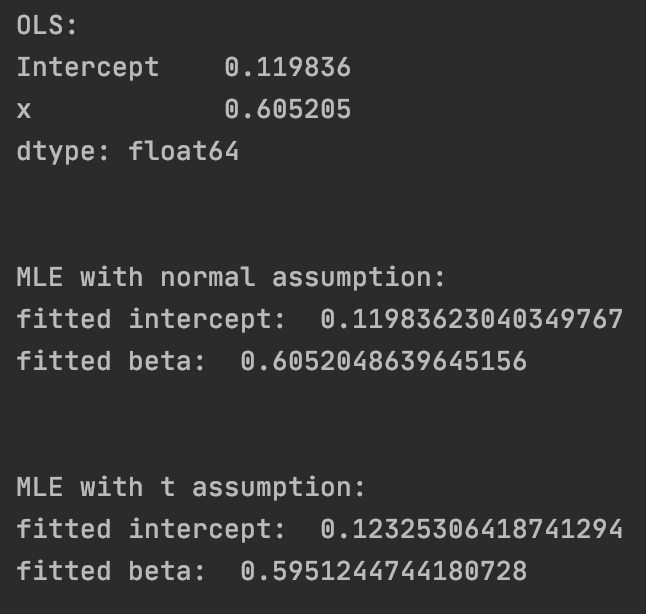 OLS:
Intercept    0.119836
x            0.605205
dtype: float64
MLE with normal assumption:
fitted intercept:  0.11983623040349767
fitted beta:  0.6052048639645156
MLE with t assumption:
fitted intercept:  0.12325306418741294
fitted beta:  0.5951244744180728